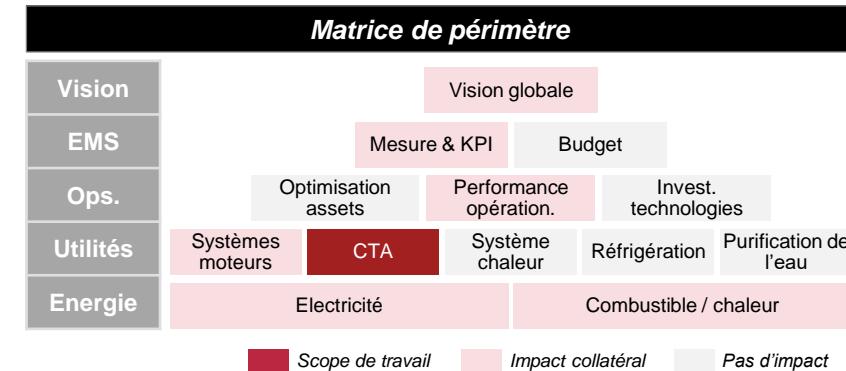 Matrice de périmètre
Vision
Vision globale
EMS
Mesure & KPI
Budget
Ops.
Optimisation
assets
Performance
opération.
Invest.
technologies
Utilités
Systèmes
moteurs
CTA
Système
chaleur
Réfrigération
Purification de
l'eau
Energie
Electricité
Combustible / chaleur
Scope de travail
Impact collatéral
Pas d'impact